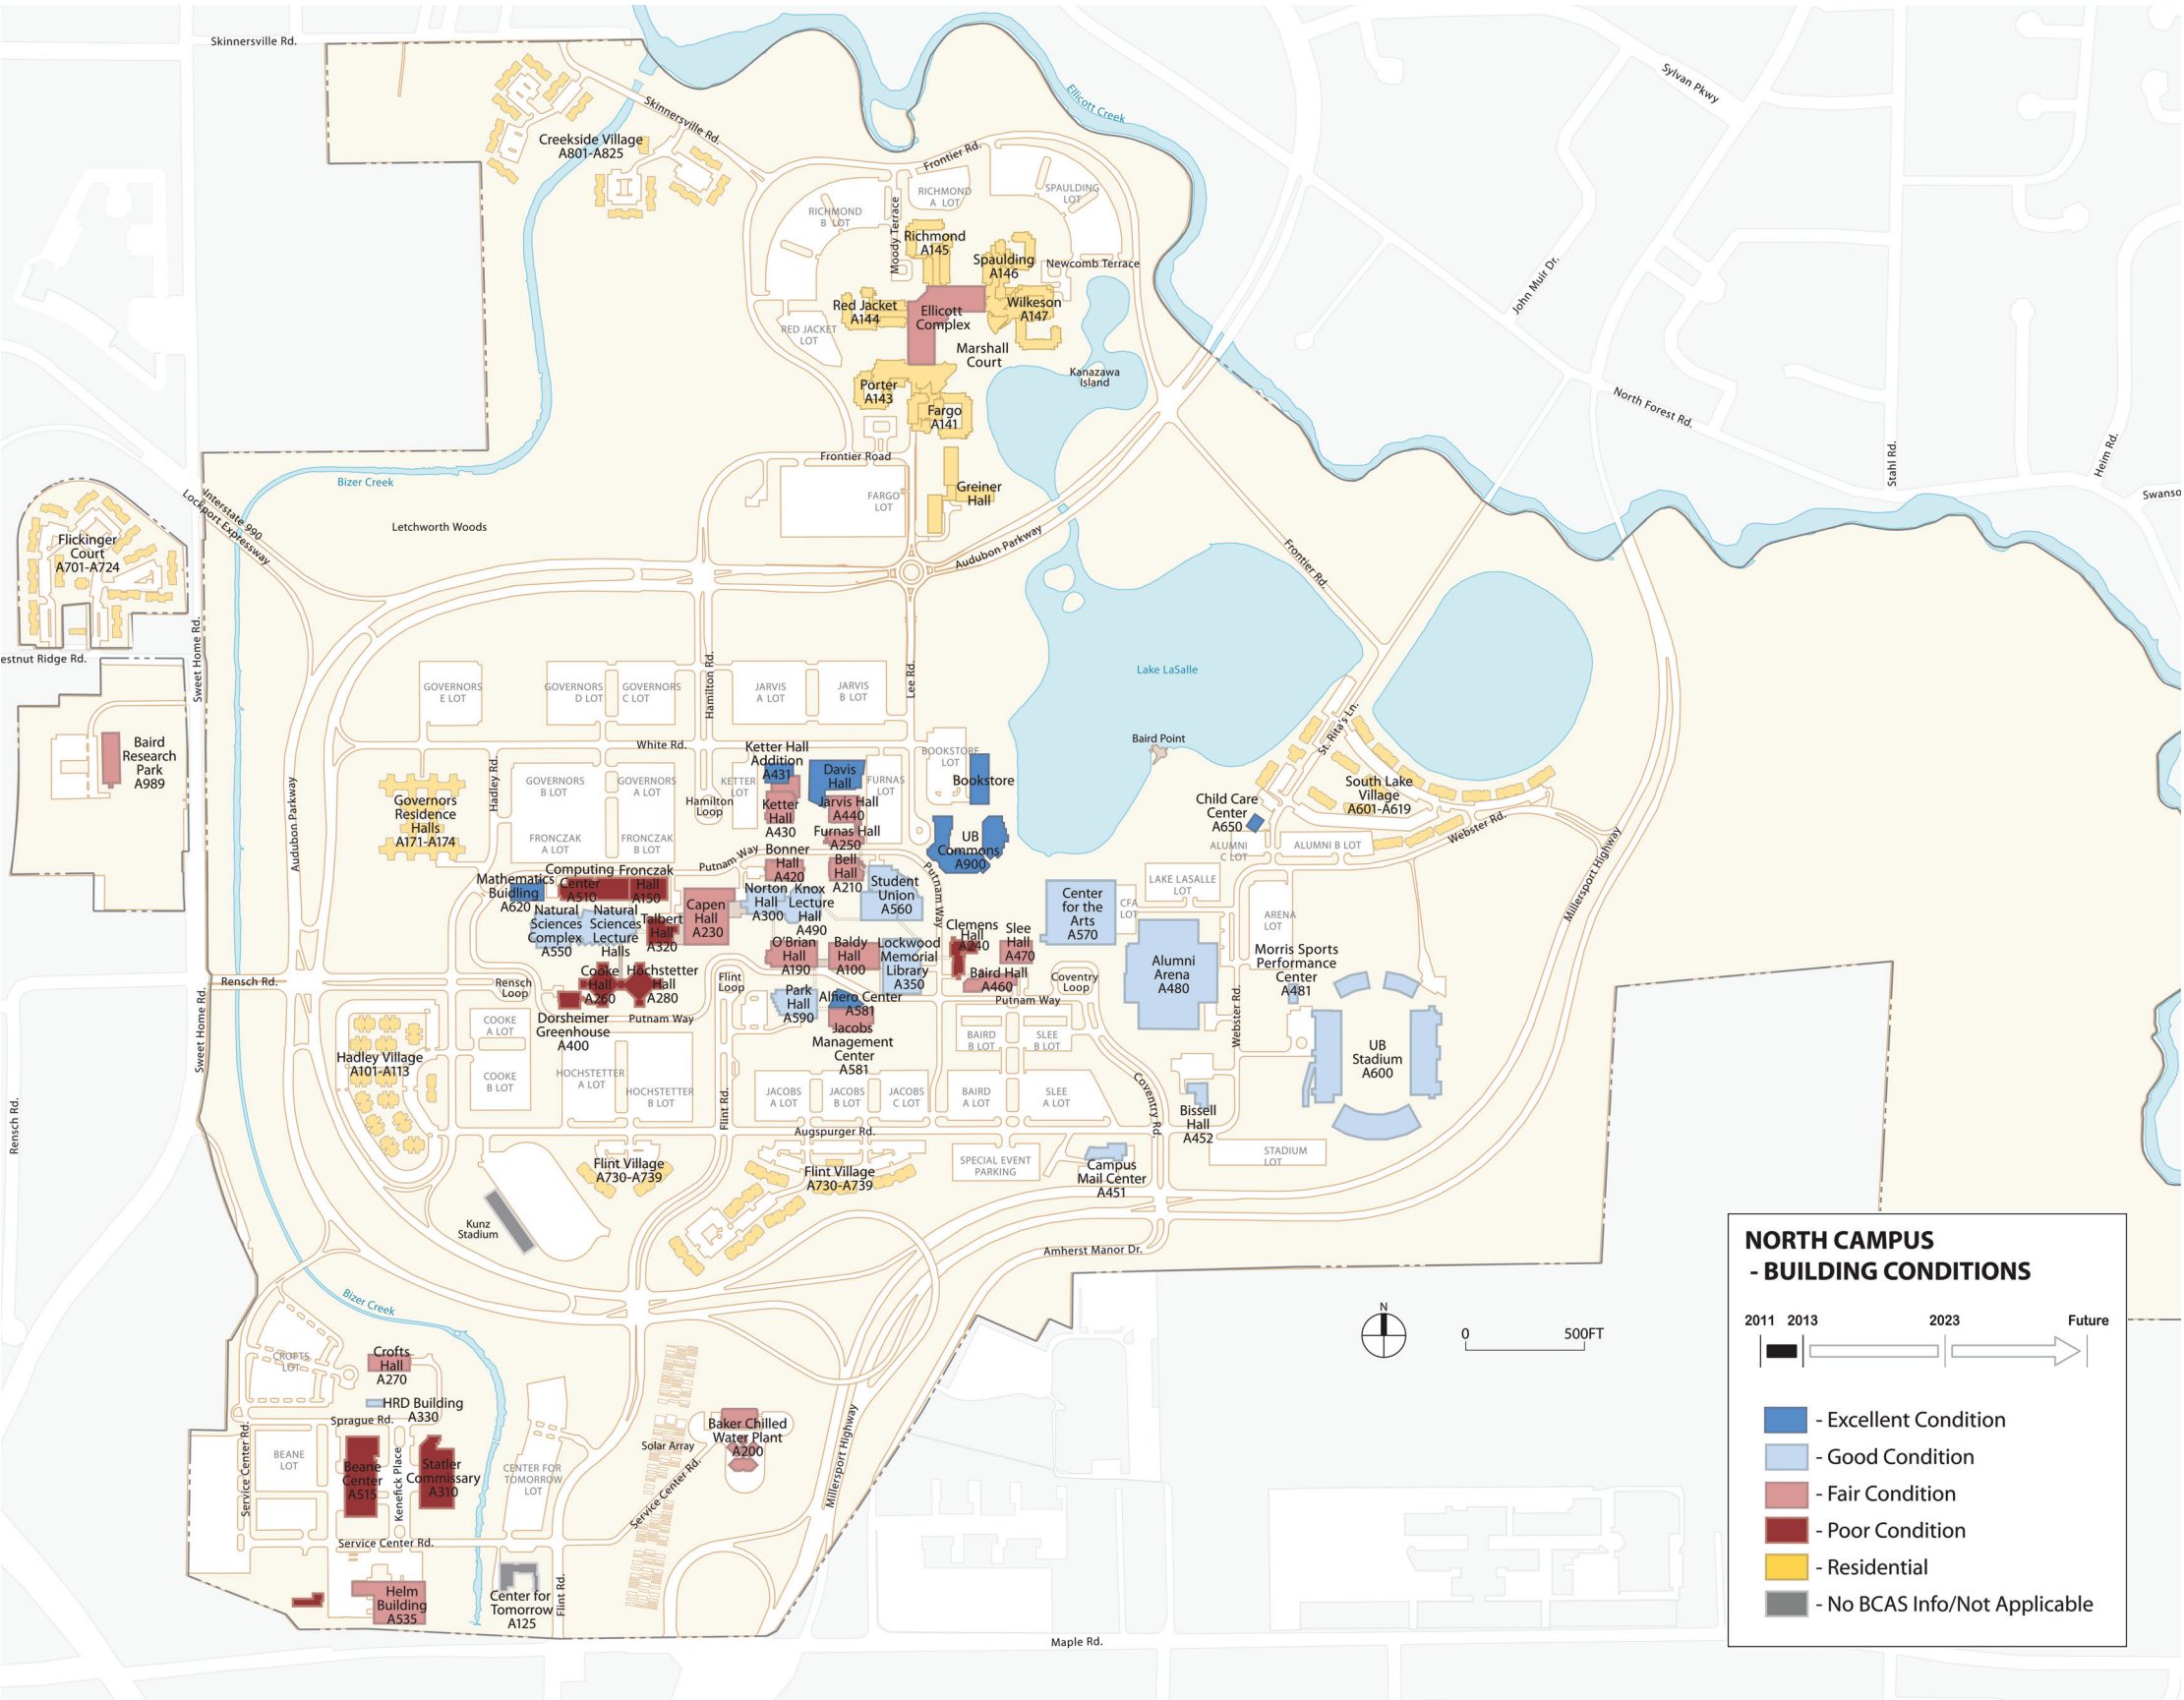 Skinnersville Rd.
Sylvan Pkwy
Ellicott Creek
Skinnersville Rd.
Creekside Village
A801-A825
Frontier Rd.
RICHMOND
A LOT
SPAULDING
LOT
RICHMOND
B LOT
Moody Terrace
Richmond
A145
Spaulding
A146
Newcomb Terrace
John Muir Dr.
Red Jacket
A144
Ellicott
Complex
Wilkeson
A147
RED JACKET
LOT
Marshall
Court
Kanazawa
Island
Porter
A143
Fargo
A141
North Forest Rd.
Stahl Rd.
Heim Rd.
Frontier Road
Bizer Creek
FARGO
LOT
Greiner
Hall
Swanso
Interstate 990
Lockport Expressway
Letchworth Woods
Flickinger
Court
A701-A724
Audubon Parkway
Frontier Rd.
Sweet Home Rd.
estnut Ridge Rd.
GOVERNORS
E LOT
GOVERNORS
D LOT
GOVERNORS
C LOT
Hamilton Rd.
JARVIS
A LOT
JARVIS
B LOT
Lee Rd.
Lake LaSalle
St. Rita's Ln.
Baird Point
Baird
Research
Park
A989
White Rd.
Ketter Hall
Addition
A431
BOOKSTORE
LOT
Bookstore
Hadley Rd.
GOVERNORS
B LOT
GOVERNORS
A LOT
KETTER
LOT
Davis
Hall
FURNAS
LOT
South Lake
Village
A601-A619
Audubon Parkway
Governors
Residence
Halls
A171-A174
Hamilton
Loop
Ketter
Hall
A430
Jarvis Hall
A440
Child Care
Center
A650
FRONCZAK
A LOT
FRONCZAK
B LOT
Furnas Hall
A250
UB
Commons
A900
ALUMNI
C LOT
ALUMNI B LOT
Webster Rd.
Millersport Highway
Putnam Way
Bonner
Hall
A420
Bell
Hall
A210
Putnam Way
Computing
Center
A510
Fronczak
Hall
A150
Mathematics
Buidling
A620
Student
Union
A560
LAKE LASALLE
LOT
Norton
Hall
A300
Knox
Lecture
Hall
A490
Capen
Hall
A230
Center
for the
Arts
A570
CFA
LOT
ARENA
LOT
Natural
Sciences
Complex
A550
Natural
Sciences
Lecture
Halls
Talbert
Hall
A320
Clemens
Hall
A240
Slee
Hall
A470
O'Brian
Hall
A190
Baldy
Hall
A100
Lockwood
Memorial
Library
A350
Alumni
Arena
A480
Morris Sports
Performance
Center
A481
Rensch Rd.
Rensch
Loop
Cooke
Hall
A260
Hochstetter
Hall
A280
Flint
Loop
Baird Hall
A460
Coventry
Loop
Putnam Way
Park
Hall
A590
Alfiero Center
A581
Sweet Home Rd.
COOKE
A LOT
Dorsheimer
Greenhouse
A400
Putnam Way
Jacobs
Management
Center
A581
BAIRD
B LOT
SLEE
B LOT
Webster Rd.
UB
Stadium
A600
Hadley Village
A101-A113
COOKE
B LOT
HOCHSTETTER
A LOT
HOCHSTETTER
B LOT
Flint Rd.
JACOBS
A LOT
JACOBS
B LOT
JACOBS
C LOT
BAIRD
A LOT
SLEE
A LOT
Coventry Rd.
Bissell
Hall
A452
Rensch Rd.
Augspurger Rd.
SPECIAL EVENT
PARKING
STADIUM
LOT
Flint Village
A730-A739
Flint Village
A730-A739
Campus
Mail Center
A451
Kunz
Stadium
Amherst Manor Dr.
Bizer Creek
NORTH CAMPUS
- BUILDING CONDITIONS
2011 2013 2023 Future
N
0 500FT
- Excellent Condition
- Good Condition
- Fair Condition
- Poor Condition
- Residential
- No BCAS Info/Not Applicable
CROFTS
LOT
Crofts
Hall
A270
HRD Building
A330
Sprague Rd.
Service Center Rd.
BEANE
LOT
Beane
Center
A515
Kenefick Place
Statler
Commissary
A310
CENTER FOR
TOMORROW
LOT
Solar Array
Baker Chilled
Water Plant
A200
Service Center Rd.
Millersport Highway
Service Center Rd.
Helm
Building
A535
Center for
Tomorrow
A125
Flint Rd.
Maple Rd.